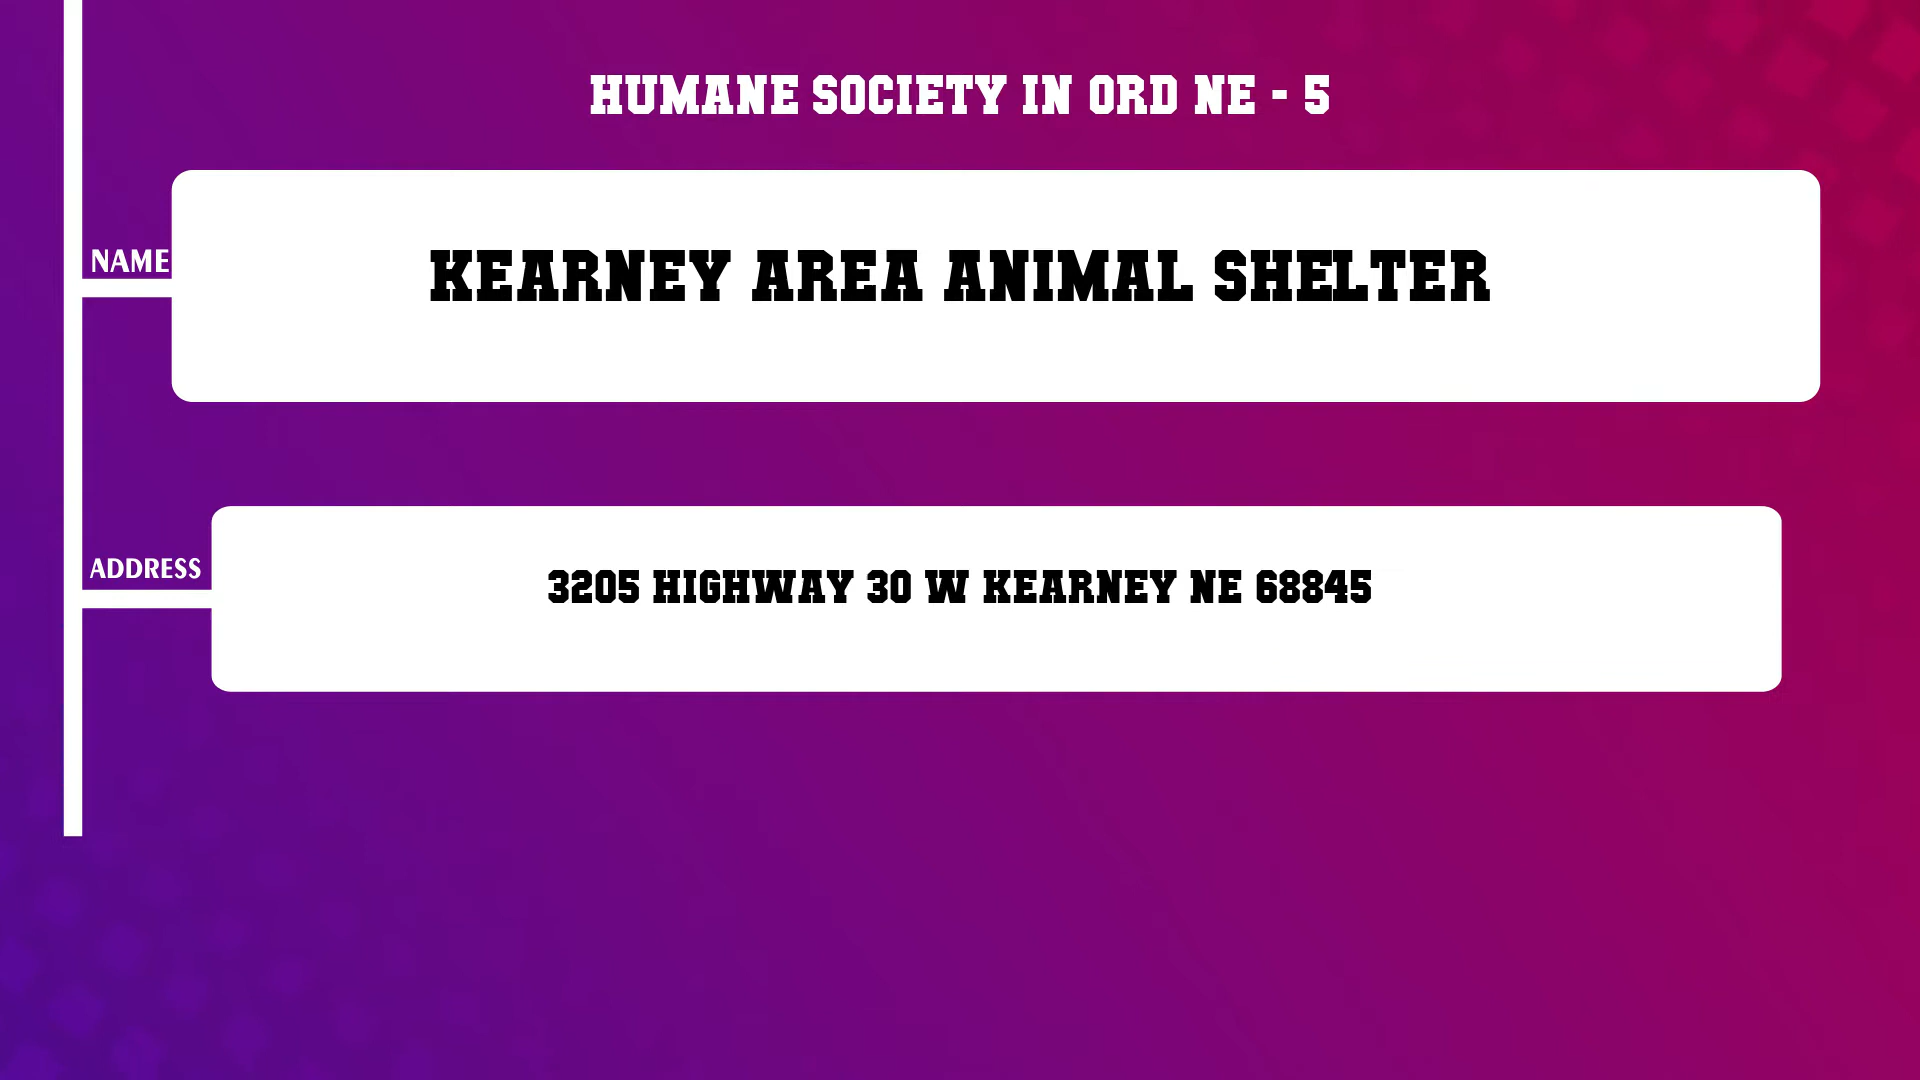 HUMANE SOCIETY IN ORD NE - 5
NAME
KEARNEY AREA ANIMAL SHELTER
ADDRESS
3205 HIGHWAY 30 W KEARNEY NE 68845